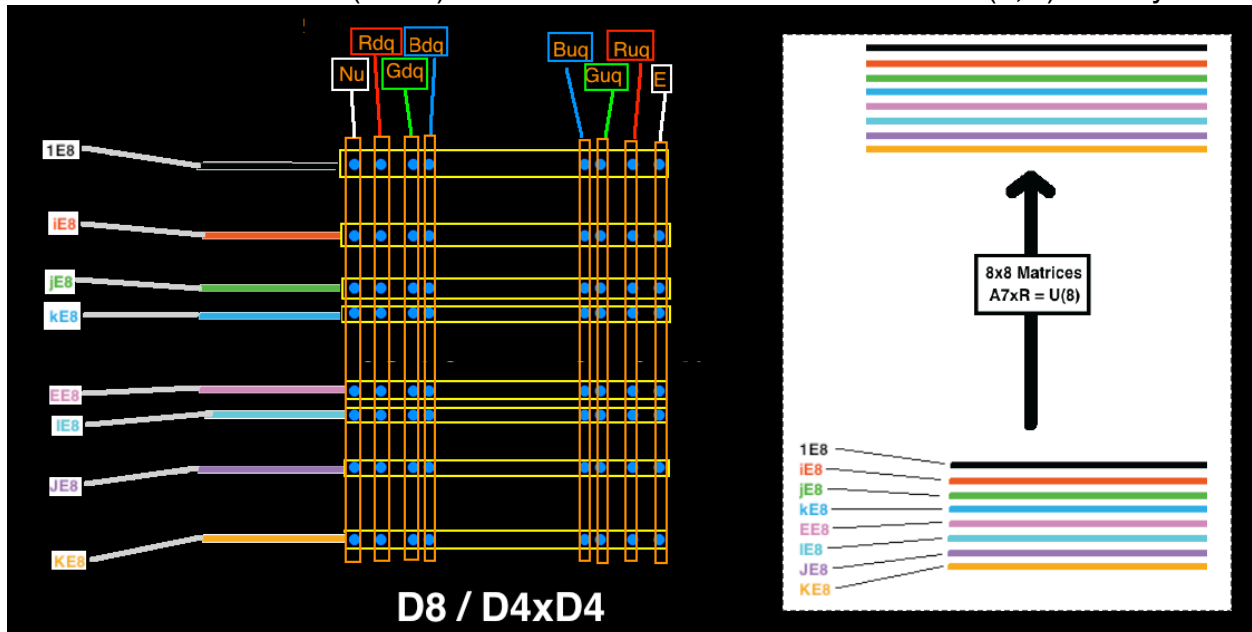 Rdq Bdq
Buq Ruq
Nu Gdq
Guq E
1E8
iE8
jE8
kE8
EE8
IE8
JE8
KE8
D8 / D4xD4
8x8 Matrices
A7xR = U(8)
1E8
iE8
jE8
kE8
EE8
IE8
JE8
KE8